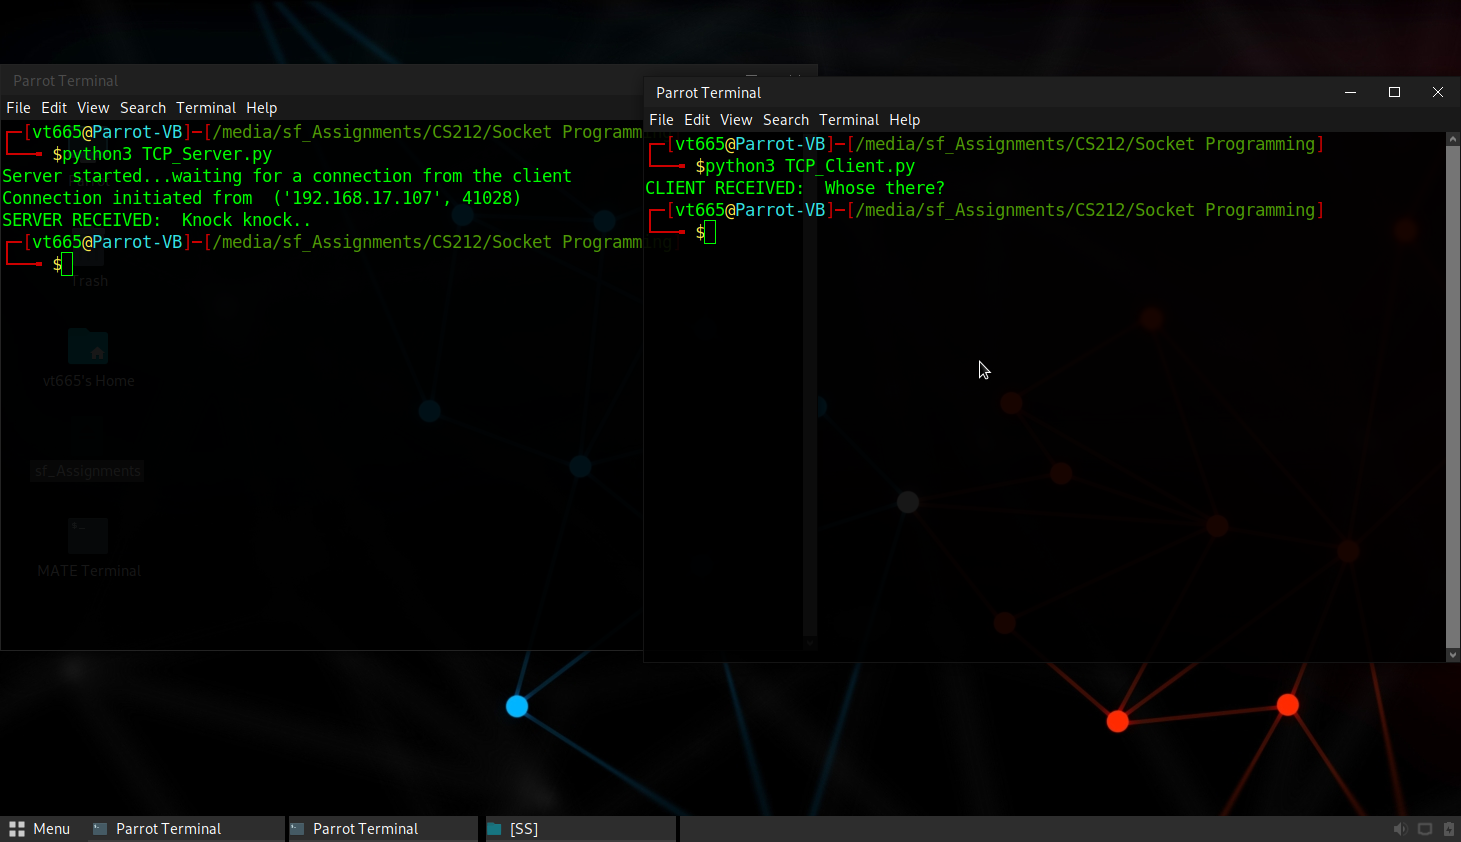 Parrot Terminal
File Edit View Search Terminal Help
[vt665@Parrot-VB]-[/media/sf_Assignments/CS212/Socket Programm
$python3 TCP_Server.py
Server started...waiting for a connection from the client
Connection initiated from  ('192.168.17.107', 41028)
SERVER RECEIVED:  Knock knock..
[vt665@Parrot-VB]-[/media/sf_Assignments/CS212/Socket Programming]
$
Trash
vt665's Home
sf_Assignments
MATE Terminal
Parrot Terminal
File Edit View Search Terminal Help
[vt665@Parrot-VB]-[/media/sf_Assignments/CS212/Socket Programming]
$python3 TCP_Client.py
CLIENT RECEIVED:  Whose there?
[vt665@Parrot-VB]-[/media/sf_Assignments/CS212/Socket Programming]
$
Menu Parrot Terminal Parrot Terminal [SS]